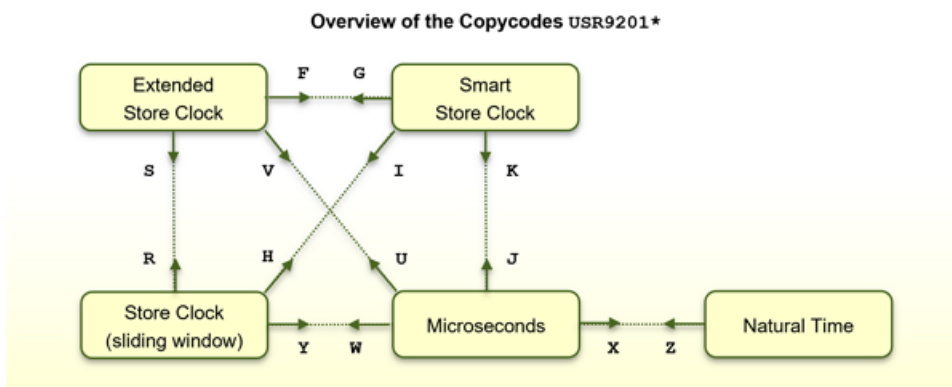 Overview of the Copycodes USR9201*
F G
Extended Smart
Store Clock Store Clock
S V I K
R H U J
Store Clock
(sliding window)
Microseconds
Natural Time
Y W X Z